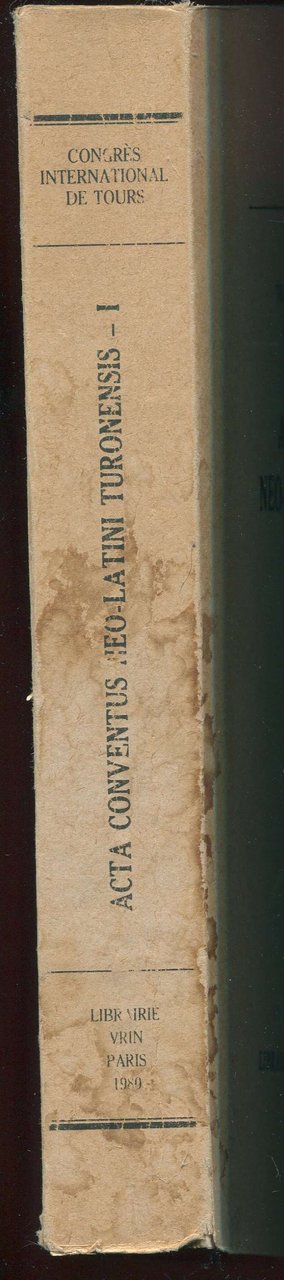 CONGRÈS
INTERNATIONAL
DE TOURS
ACTA CONVENTUS NEO-LATINI TURONENSIS - I
LIBRAIRIE
VRIN
PARIS
1980